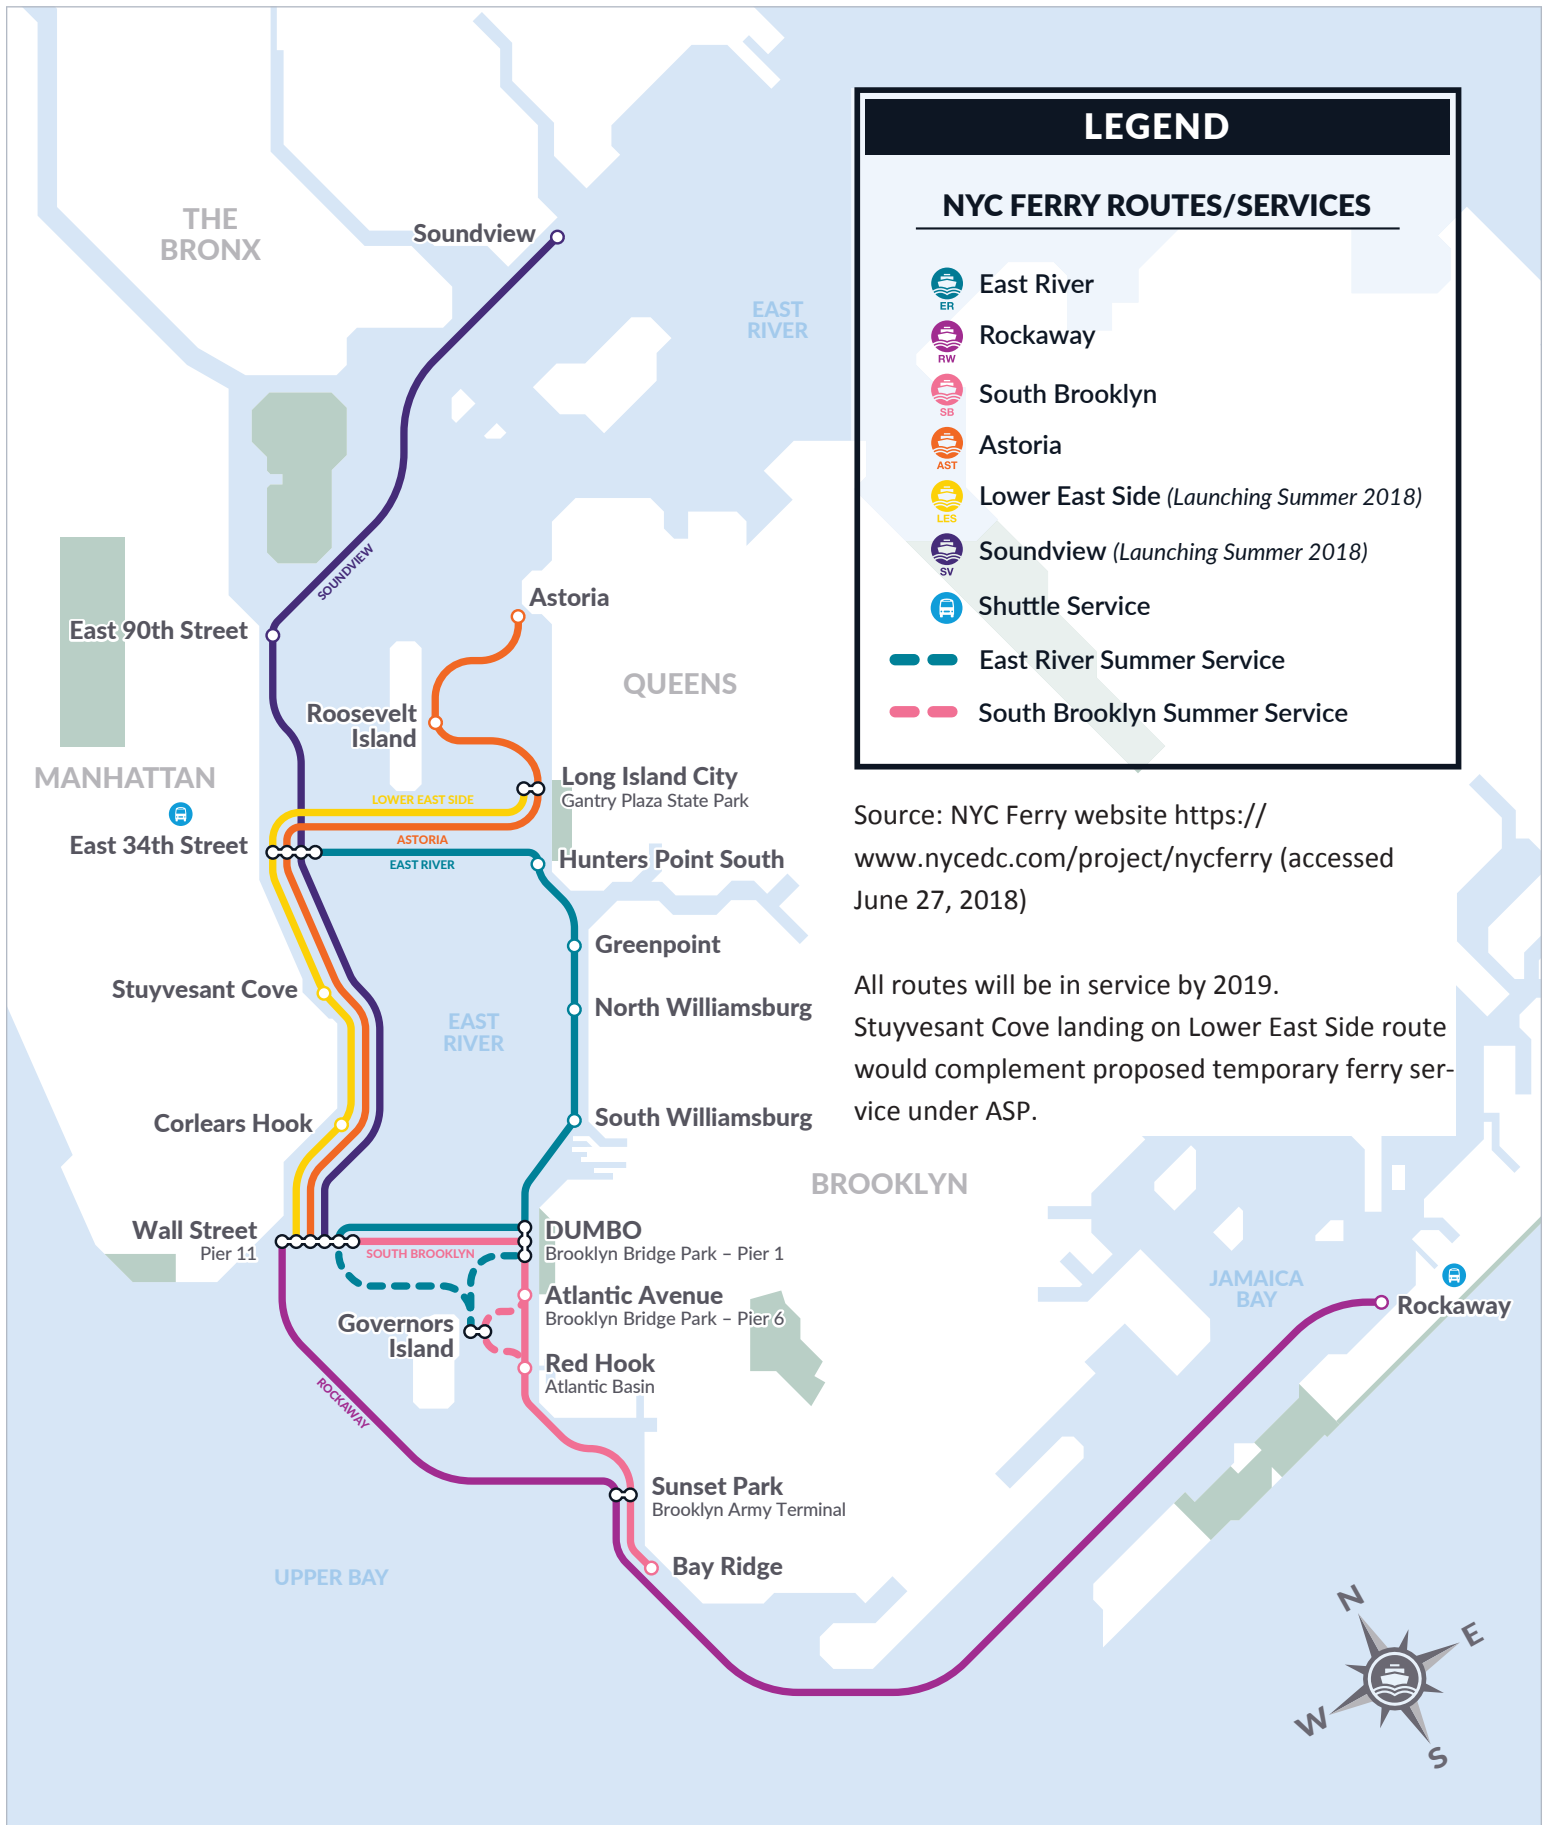 LEGEND
NYC FERRY ROUTES/SERVICES
ER
East River
RW
Rockaway
SB
South Brooklyn
AST
Astoria
LES
Lower East Side (Launching Summer 2018)
SV
Soundview (Launching Summer 2018)
Shuttle Service
East River Summer Service
South Brooklyn Summer Service
Source: NYC Ferry website https://
www.nycedc.com/project/nycferry (accessed
June 27, 2018)
All routes will be in service by 2019.
Stuyvesant Cove landing on Lower East Side route
would complement proposed temporary ferry ser-
vice under ASP.
THE
BRONX
Soundview
EAST
RIVER
SOUNDVIEW
East 90th Street
Astoria
QUEENS
Roosevelt
Island
MANHATTAN
Long Island City
Gantry Plaza State Park
LOWER EAST SIDE
East 34th Street
ASTORIA
EAST RIVER
Hunters Point South
Greenpoint
Stuyvesant Cove
North Williamsburg
EAST
RIVER
Corlears Hook
South Williamsburg
BROOKLYN
Wall Street
Pier 11
SOUTH BROOKLYN
DUMBO
Brooklyn Bridge Park – Pier 1
Atlantic Avenue
Brooklyn Bridge Park – Pier 6
Governors
Island
Red Hook
Atlantic Basin
JAMAICA
BAY
Rockaway
ROCKAWAY
Sunset Park
Brooklyn Army Terminal
Bay Ridge
UPPER BAY
N
E
W
S